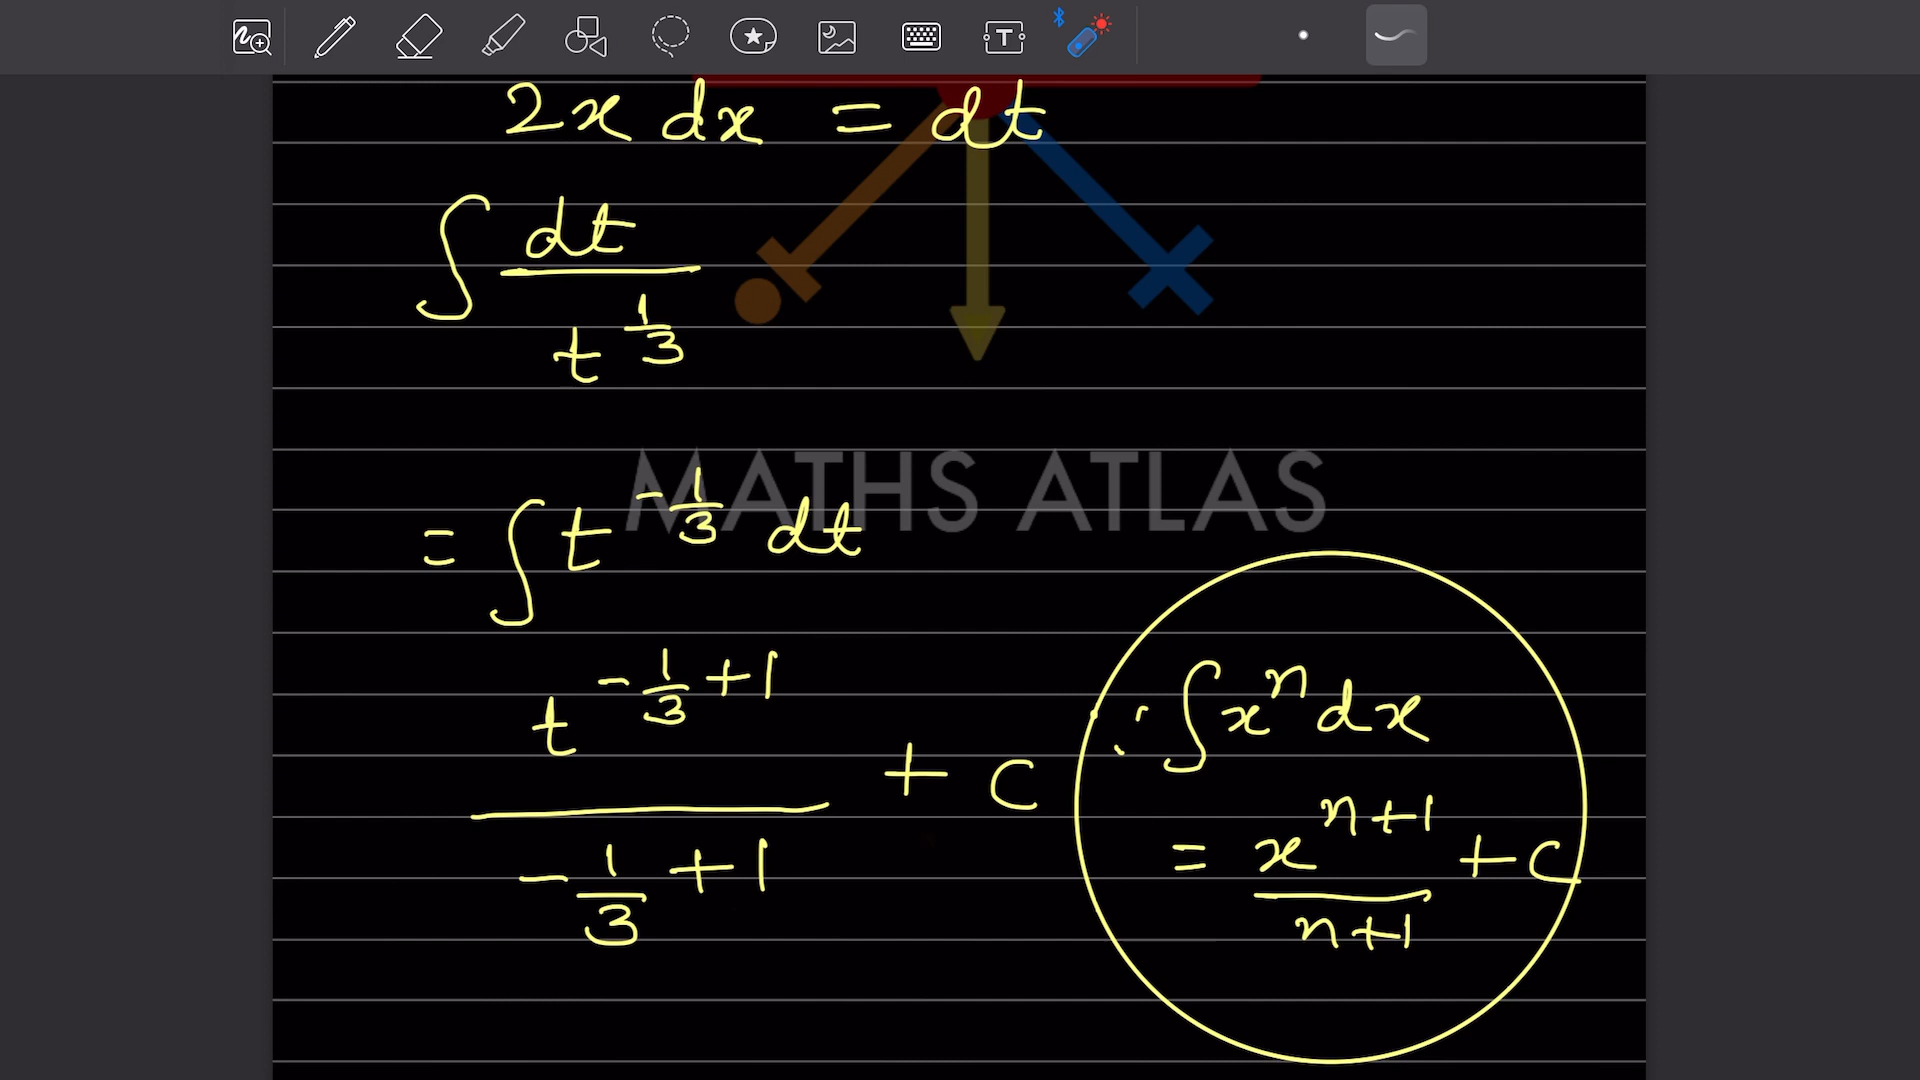 T
2x dx = dt
∫ dt / t^(1/3)
MATHS ATLAS
= ∫ t^(-1/3) dt
t^(-1/3 + 1) / (-1/3 + 1) + c
∵ ∫ x^n dx
= x^(n+1) / (n+1) + c